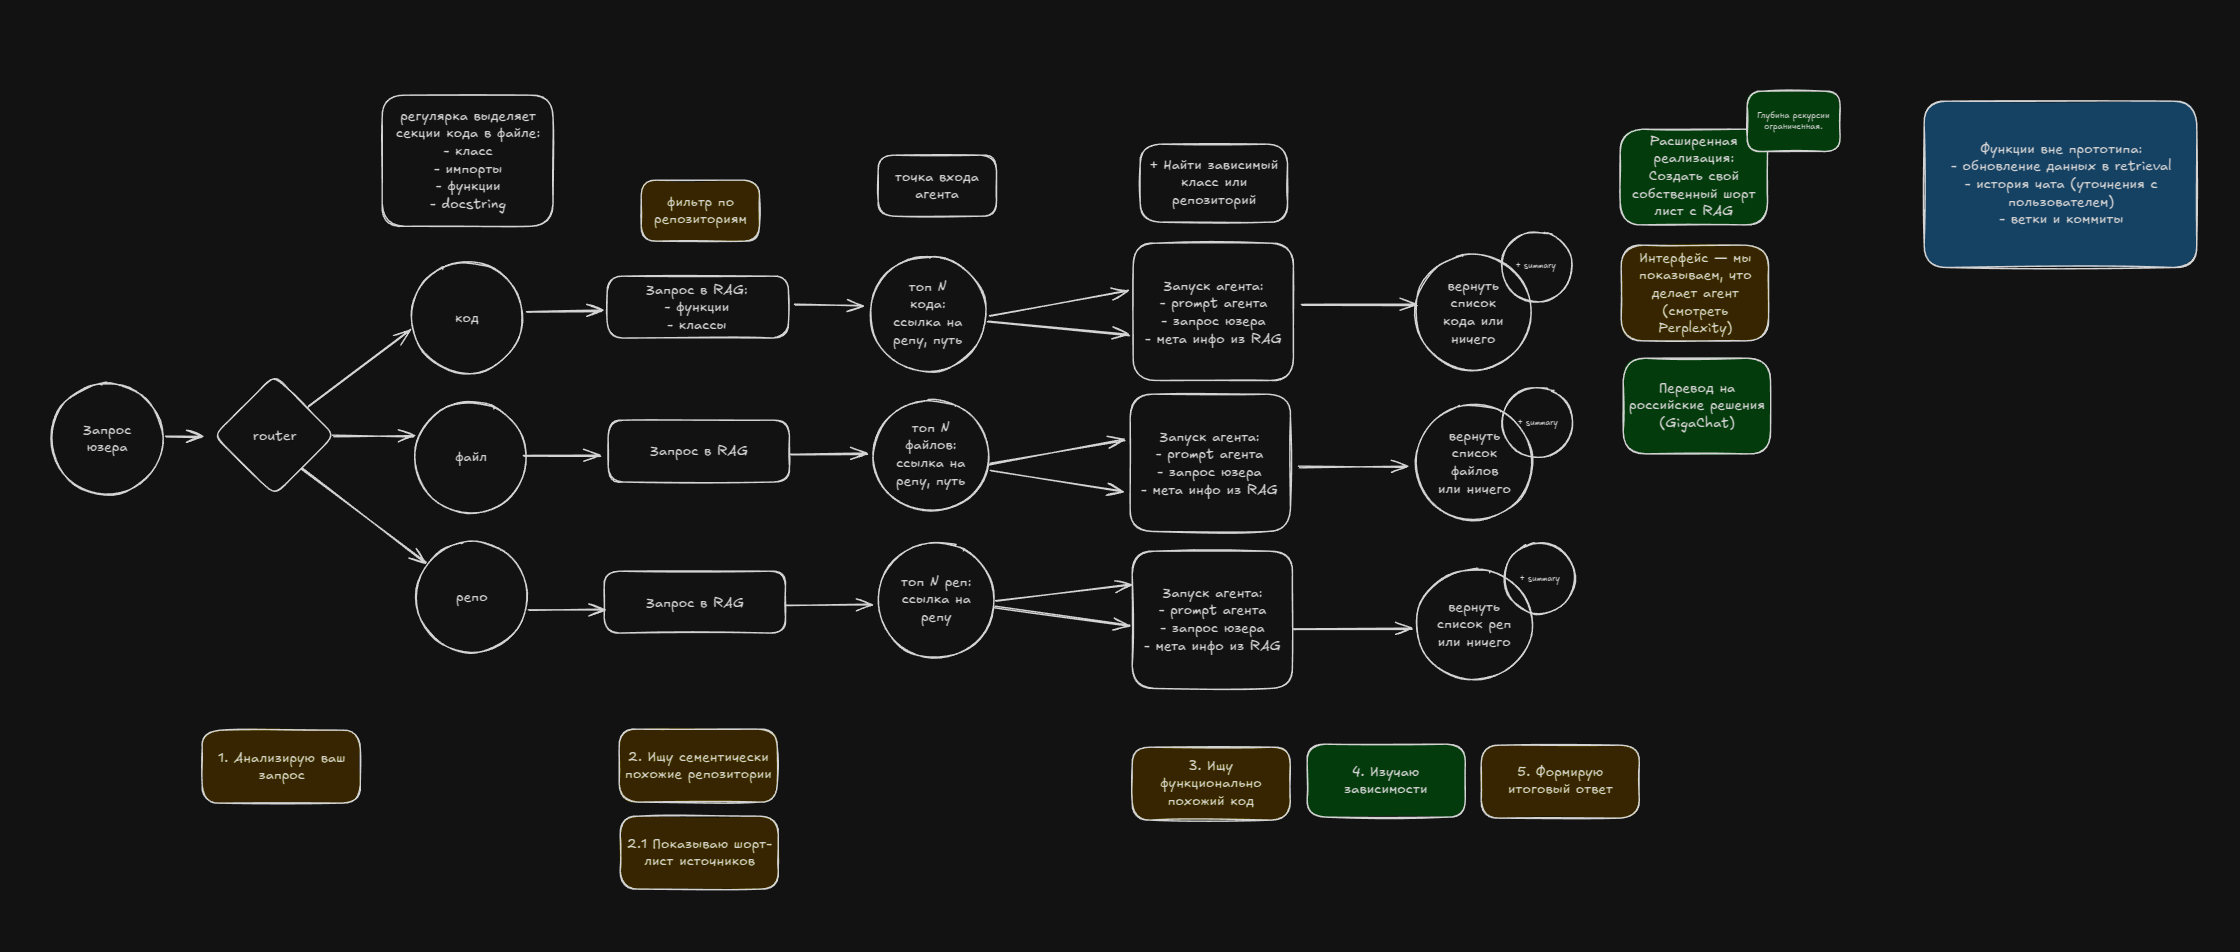 регулярка выделяет
секции кода в файле:
- класс
- импорты
- функции
- docstring
фильтр по
репозиториям
точка входа
агента
+ Найти зависимый
класс или
репозиторий
Глубина рекурсии
ограниченная.
Расширенная
реализация:
Создать свой
собственный шорт
лист с RAG
Функции вне прототипа:
- обновление данных в retrieval
- история чата (уточнения с
пользователем)
- ветки и коммиты
Интерфейс — мы
показываем, что
делает агент
(смотреть
Perplexity)
Перевод на
российские решения
(GigaChat)
Запрос
юзера
router
код
Запрос в RAG:
- функции
- классы
топ N
кода:
ссылка на
репу, путь
Запуск агента:
- prompt агента
- запрос юзера
- мета инфо из RAG
вернуть
список
кода или
ничего
+ summary
файл
Запрос в RAG
топ N
файлов:
ссылка на
репу, путь
Запуск агента:
- prompt агента
- запрос юзера
- мета инфо из RAG
вернуть
список
файлов
или ничего
+ summary
репо
Запрос в RAG
топ N реп:
ссылка на
репу
Запуск агента:
- prompt агента
- запрос юзера
- мета инфо из RAG
вернуть
список реп
или ничего
+ summary
1. Анализирую ваш
запрос
2. Ищу сементически
похожие репозитории
2.1 Показываю шорт-
лист источников
3. Ищу
функционально
похожий код
4. Изучаю
зависимости
5. Формирую
итоговый ответ